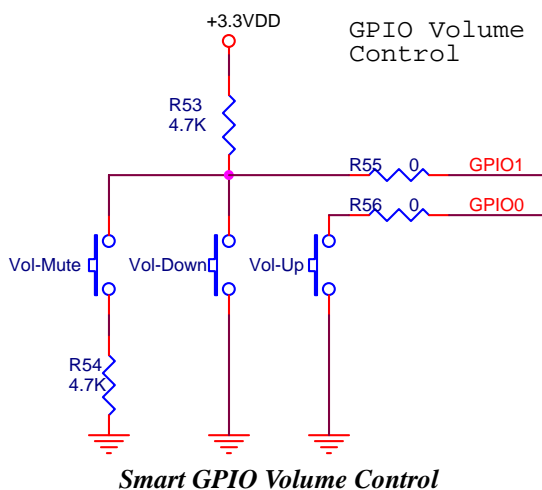 +3.3VDD
GPIO Volume
Control
R53
4.7K
R55 0 GPIO1
R56 0 GPIO0
Vol-Mute Vol-Down Vol-Up
R54
4.7K
Smart GPIO Volume Control